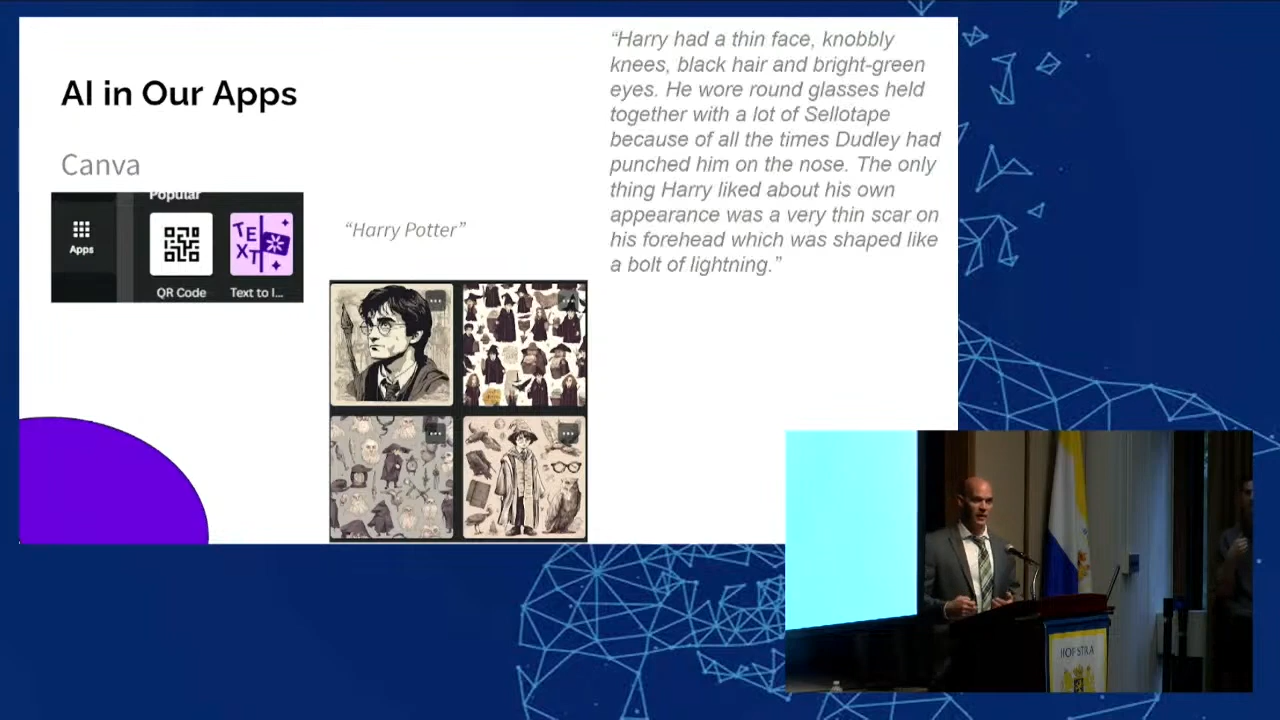 AI in Our Apps
Canva
Popular
Apps
TEXT
QR Code
Text to I...
“Harry Potter”
“Harry had a thin face, knobbly
knees, black hair and bright-green
eyes. He wore round glasses held
together with a lot of Sellotape
because of all the times Dudley had
punched him on the nose. The only
thing Harry liked about his own
appearance was a very thin scar on
his forehead which was shaped like
a bolt of lightning.”
HOFSTRA